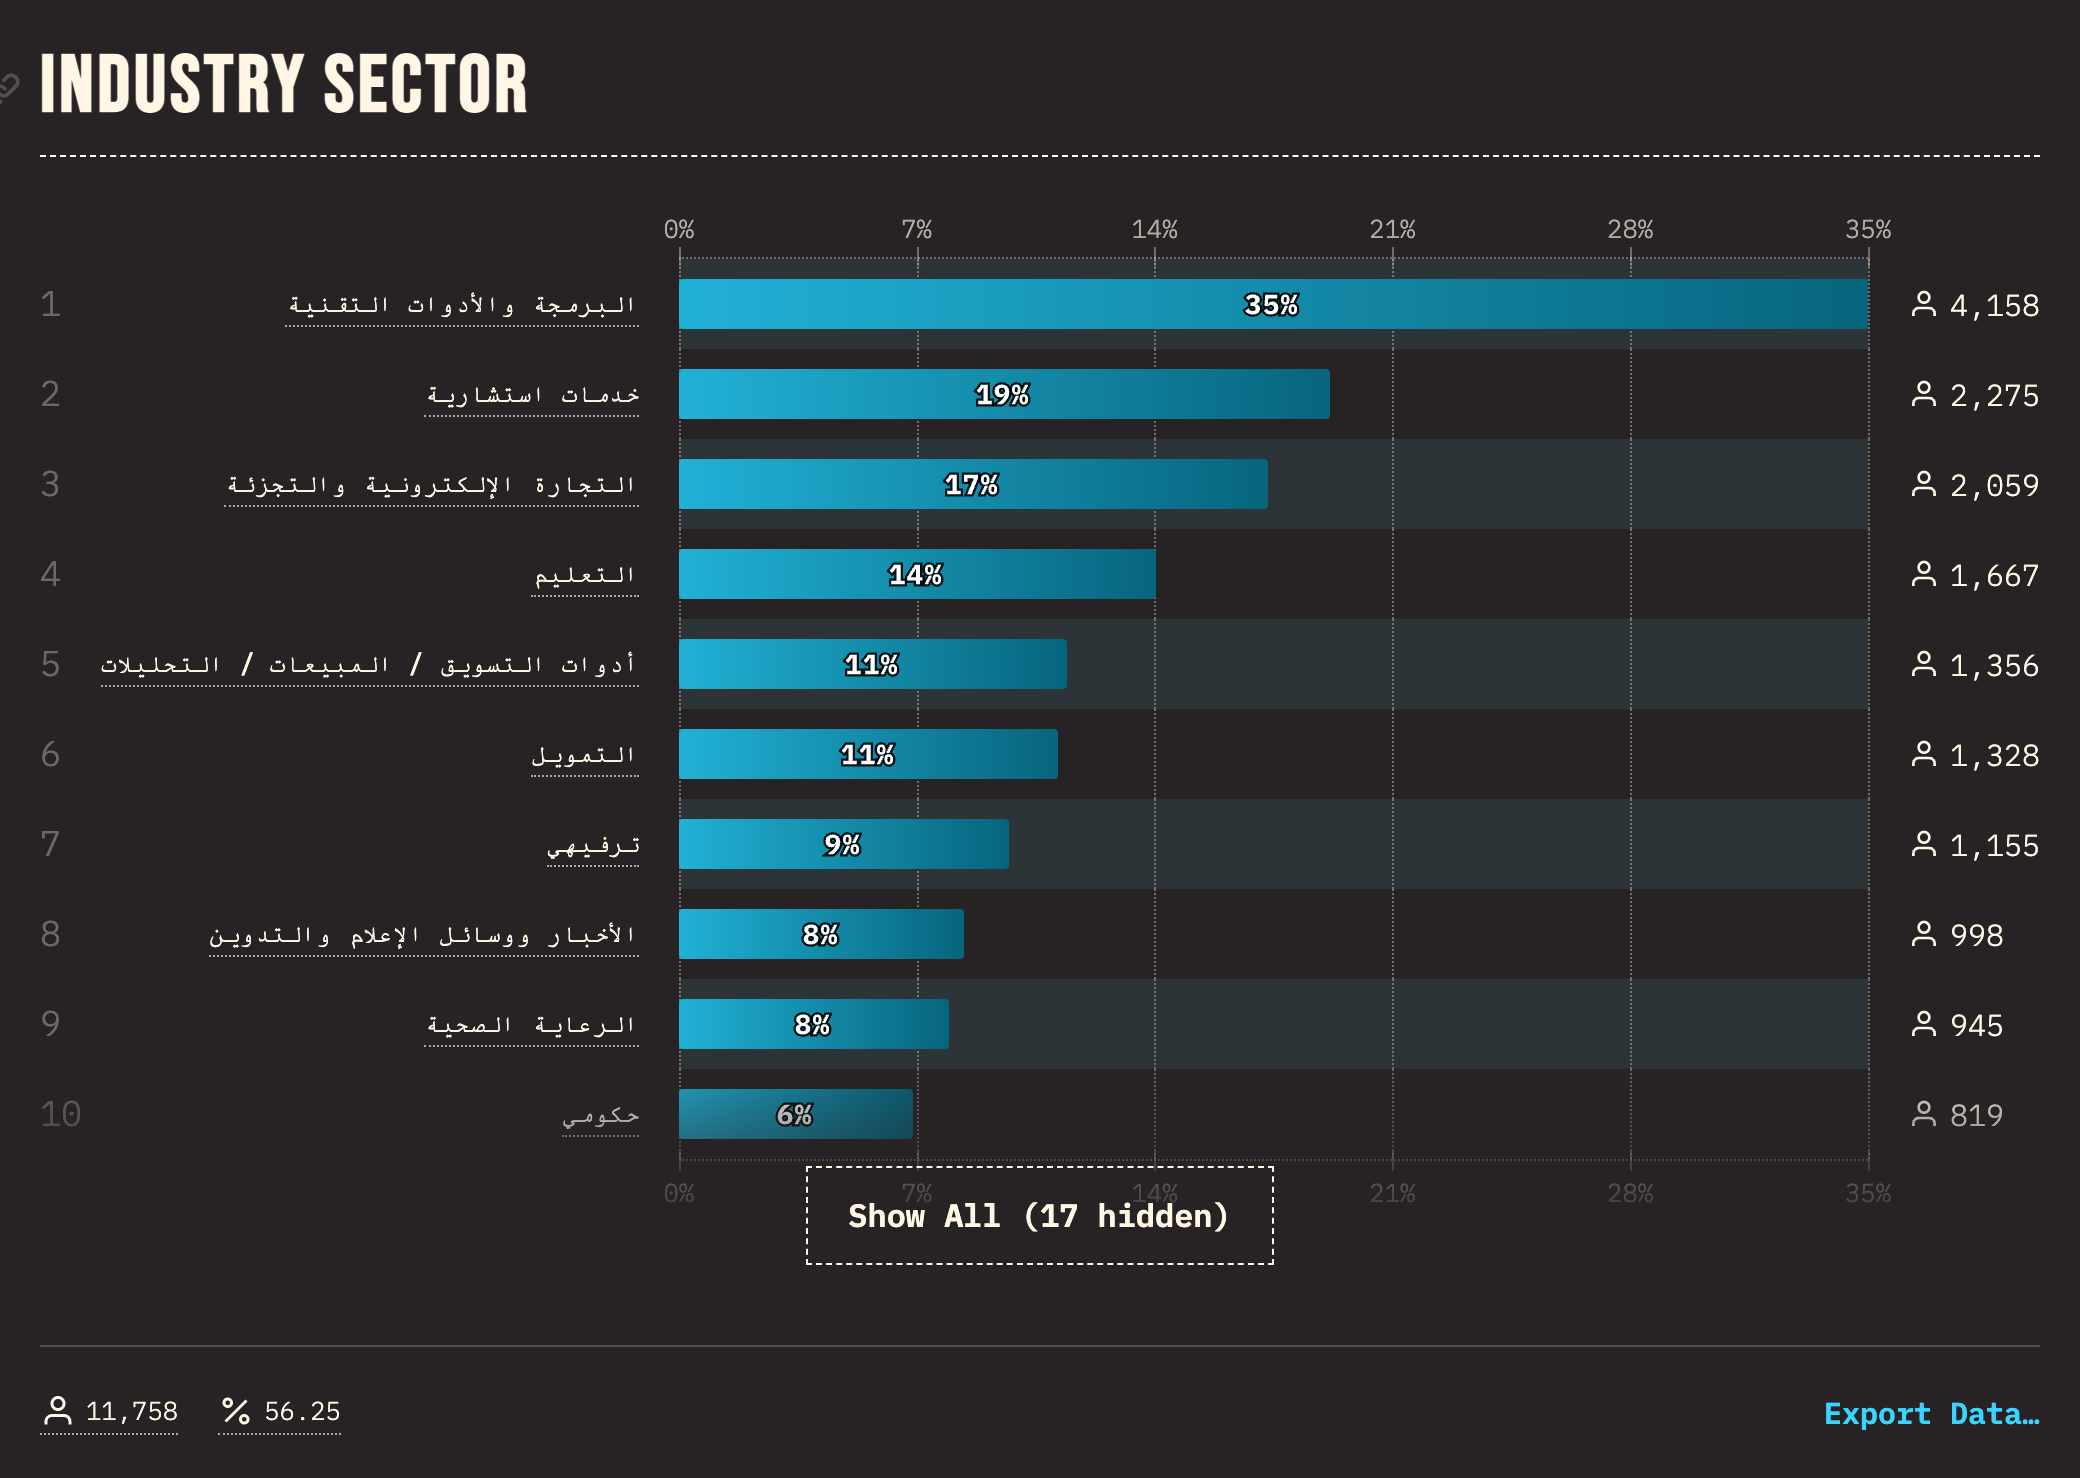 INDUSTRY SECTOR
0% 7% 14% 21% 28% 35%
1 البرمجة والأدوات التقنية 35% 4,158
2 خدمات استشارية 19% 2,275
3 التجارة الإلكترونية والتجزئة 17% 2,059
4 التعليم 14% 1,667
5 أدوات التسويق / المبيعات / التحليلات 11% 1,356
6 التمويل 11% 1,328
7 ترفيهي 9% 1,155
8 الأخبار ووسائل الإعلام والتدوين 8% 998
9 الرعاية الصحية 8% 945
10 حكومي 6% 819
0% 7% 14% 21% 28% 35%
Show All (17 hidden)
11,758 % 56.25 Export Data…